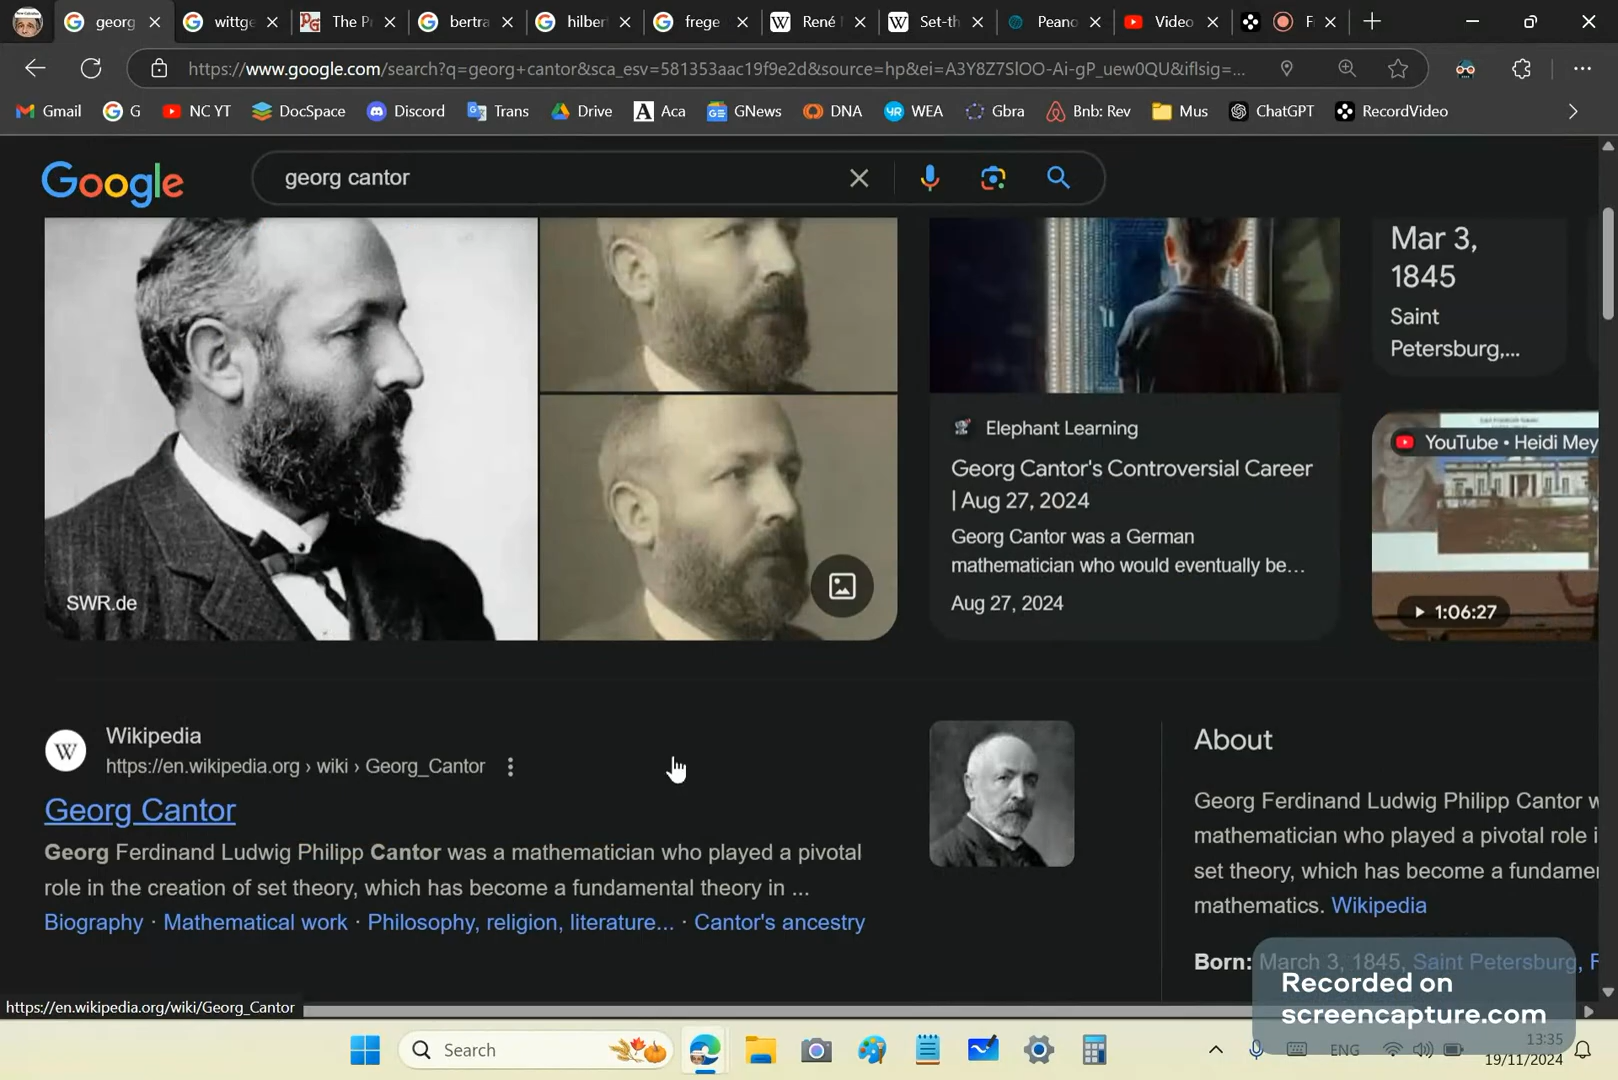 georg
wittge
The P
bertra
hilber
frege
René
Set-th
Peano
Video
F
https://www.google.com/search?q=georg+cantor&sca_esv=581353aac19f9e2d&source=hp&ei=A3Y8Z7SlOO-Ai-gP_uew0QU&iflsig=...
Gmail
G
NC YT
DocSpace
Discord
Trans
Drive
Aca
GNews
DNA
WEA
Gbra
Bnb: Rev
Mus
ChatGPT
RecordVideo
Google
georg cantor
SWR.de
Elephant Learning
Georg Cantor's Controversial Career
| Aug 27, 2024
Georg Cantor was a German
mathematician who would eventually be...
Aug 27, 2024
Mar 3,
1845
Saint
Petersburg,...
YouTube • Heidi Mey
1:06:27
Wikipedia
https://en.wikipedia.org › wiki › Georg_Cantor
Georg Cantor
Georg Ferdinand Ludwig Philipp Cantor was a mathematician who played a pivotal
role in the creation of set theory, which has become a fundamental theory in ...
Biography · Mathematical work · Philosophy, religion, literature... · Cantor's ancestry
About
Georg Ferdinand Ludwig Philipp Cantor w
mathematician who played a pivotal role i
set theory, which has become a fundamen
mathematics. Wikipedia
Born: March 3, 1845, Saint Petersburg, F
Recorded on
screencapture.com
https://en.wikipedia.org/wiki/Georg_Cantor
Search
ENG
13:35
19/11/2024